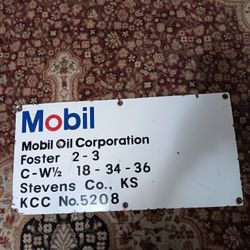 Mobil
Mobil Oil Corporation
Foster 2-3
C-W½ 18-34-36
Stevens Co., KS
KCC No.5208